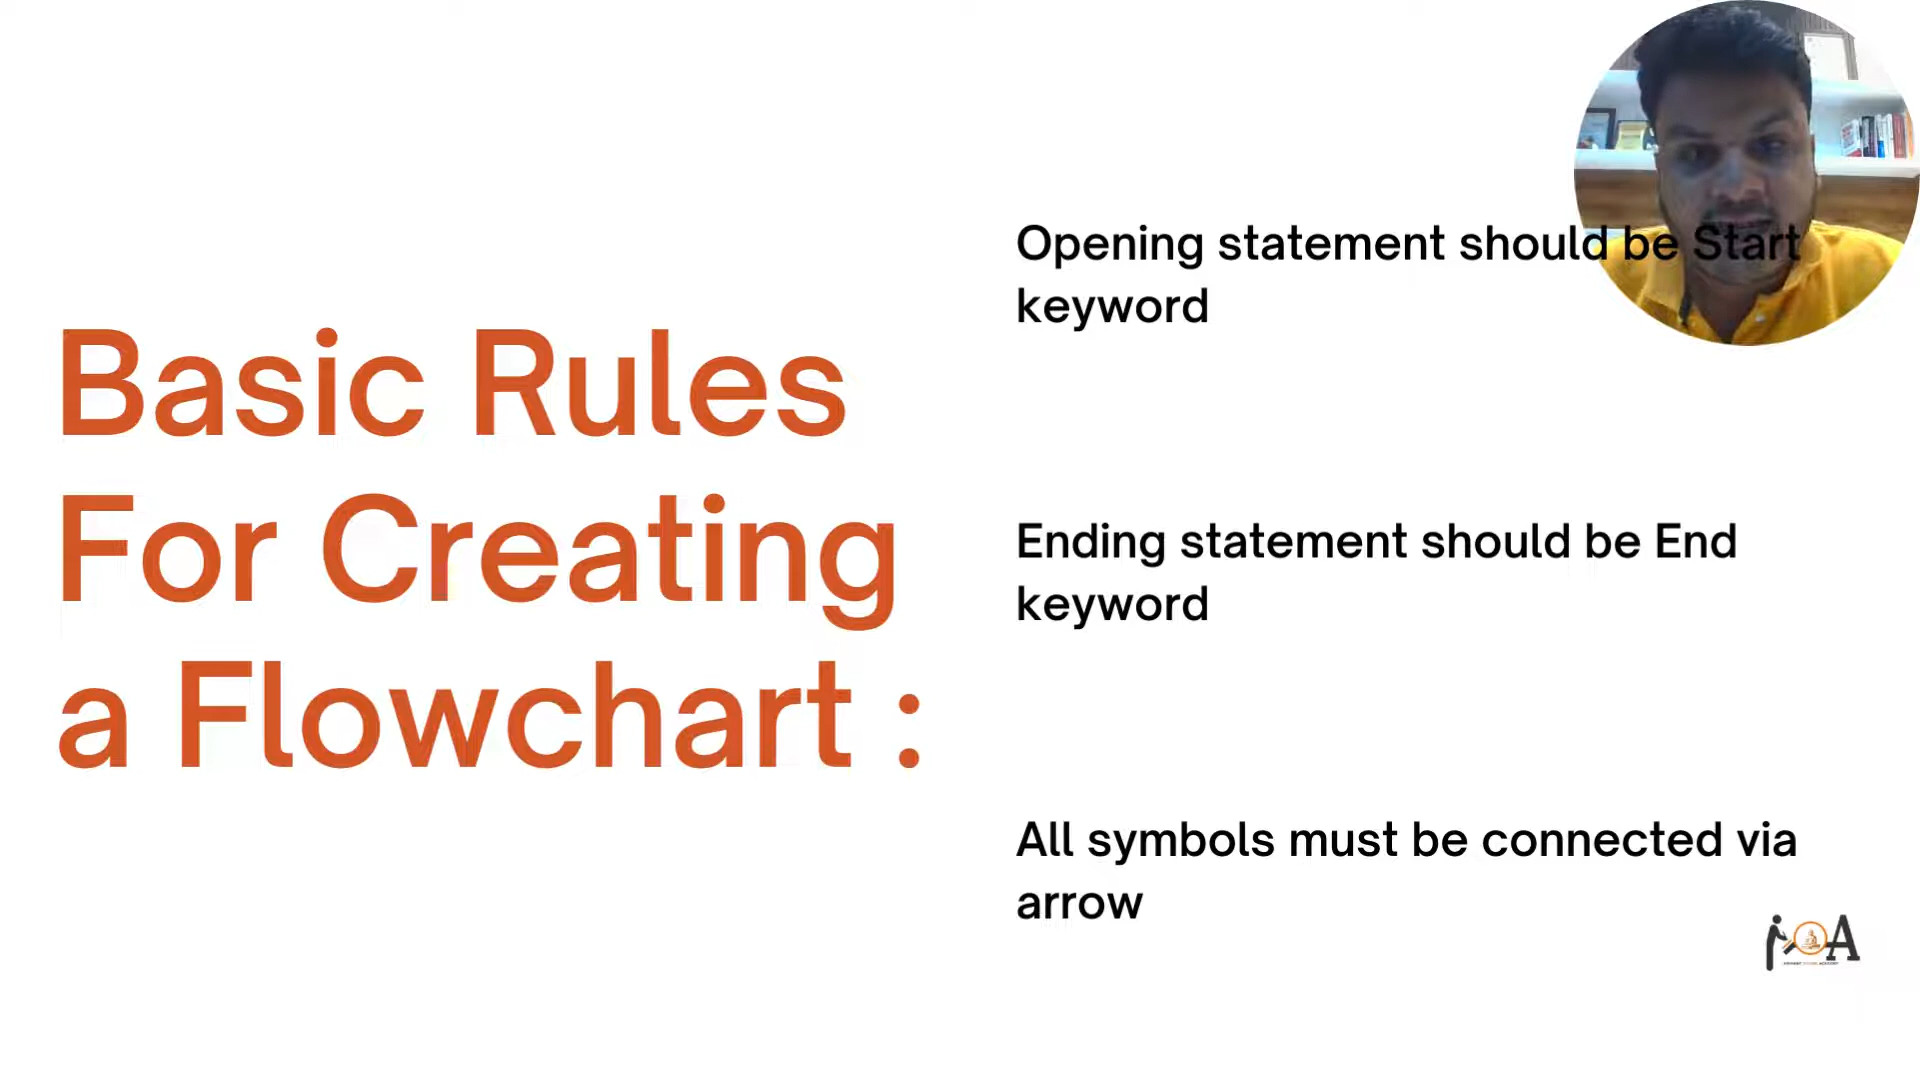 Basic Rules
For Creating
a Flowchart :
Opening statement should be Start
keyword
Ending statement should be End
keyword
All symbols must be connected via
arrow